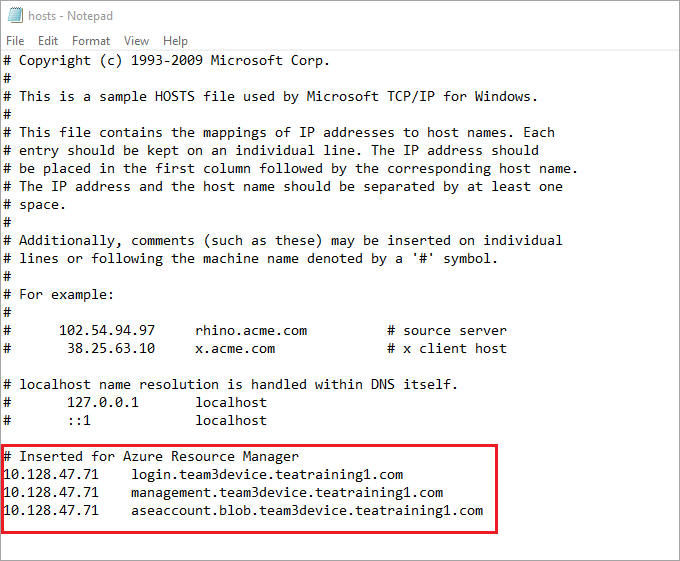 hosts - Notepad
File Edit Format View Help
# Copyright (c) 1993-2009 Microsoft Corp.
#
# This is a sample HOSTS file used by Microsoft TCP/IP for Windows.
#
# This file contains the mappings of IP addresses to host names. Each
# entry should be kept on an individual line. The IP address should
# be placed in the first column followed by the corresponding host name.
# The IP address and the host name should be separated by at least one
# space.
#
# Additionally, comments (such as these) may be inserted on individual
# lines or following the machine name denoted by a '#' symbol.
#
# For example:
#
#      102.54.94.97     rhino.acme.com          # source server
#       38.25.63.10     x.acme.com              # x client host

# localhost name resolution is handled within DNS itself.
#       127.0.0.1       localhost
#       ::1             localhost

# Inserted for Azure Resource Manager
10.128.47.71    login.team3device.teatraining1.com
10.128.47.71    management.team3device.teatraining1.com
10.128.47.71    aseaccount.blob.team3device.teatraining1.com